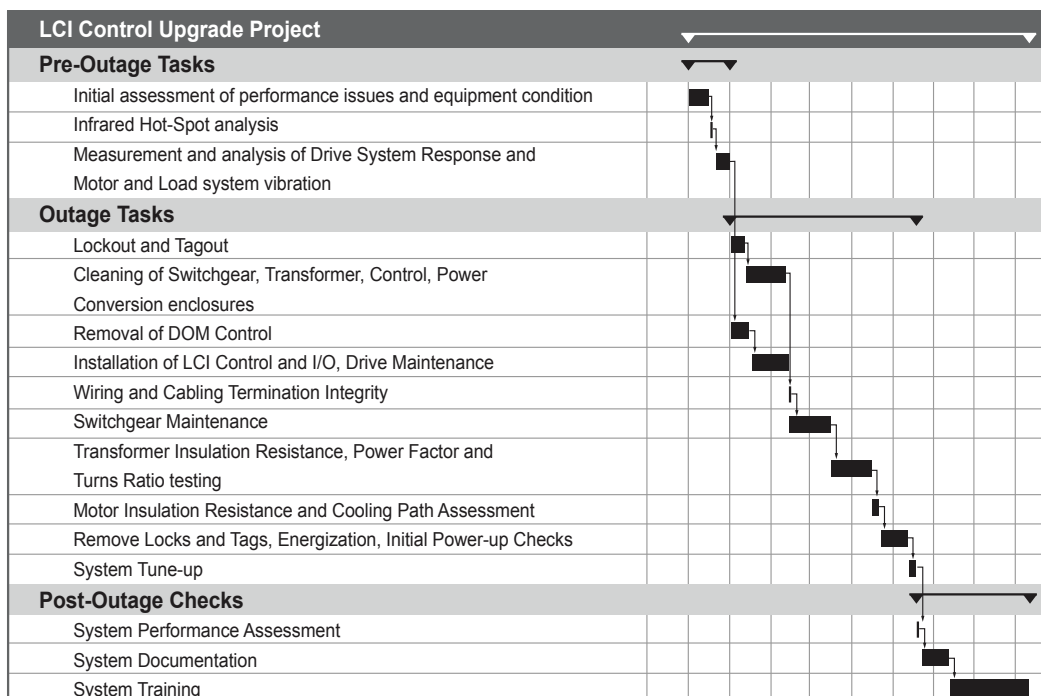 LCI Control Upgrade Project
Pre-Outage Tasks
Initial assessment of performance issues and equipment condition
Infrared Hot-Spot analysis
Measurement and analysis of Drive System Response and
Motor and Load system vibration
Outage Tasks
Lockout and Tagout
Cleaning of Switchgear, Transformer, Control, Power
Conversion enclosures
Removal of DOM Control
Installation of LCI Control and I/O, Drive Maintenance
Wiring and Cabling Termination Integrity
Switchgear Maintenance
Transformer Insulation Resistance, Power Factor and
Turns Ratio testing
Motor Insulation Resistance and Cooling Path Assessment
Remove Locks and Tags, Energization, Initial Power-up Checks
System Tune-up
Post-Outage Checks
System Performance Assessment
System Documentation
System Training